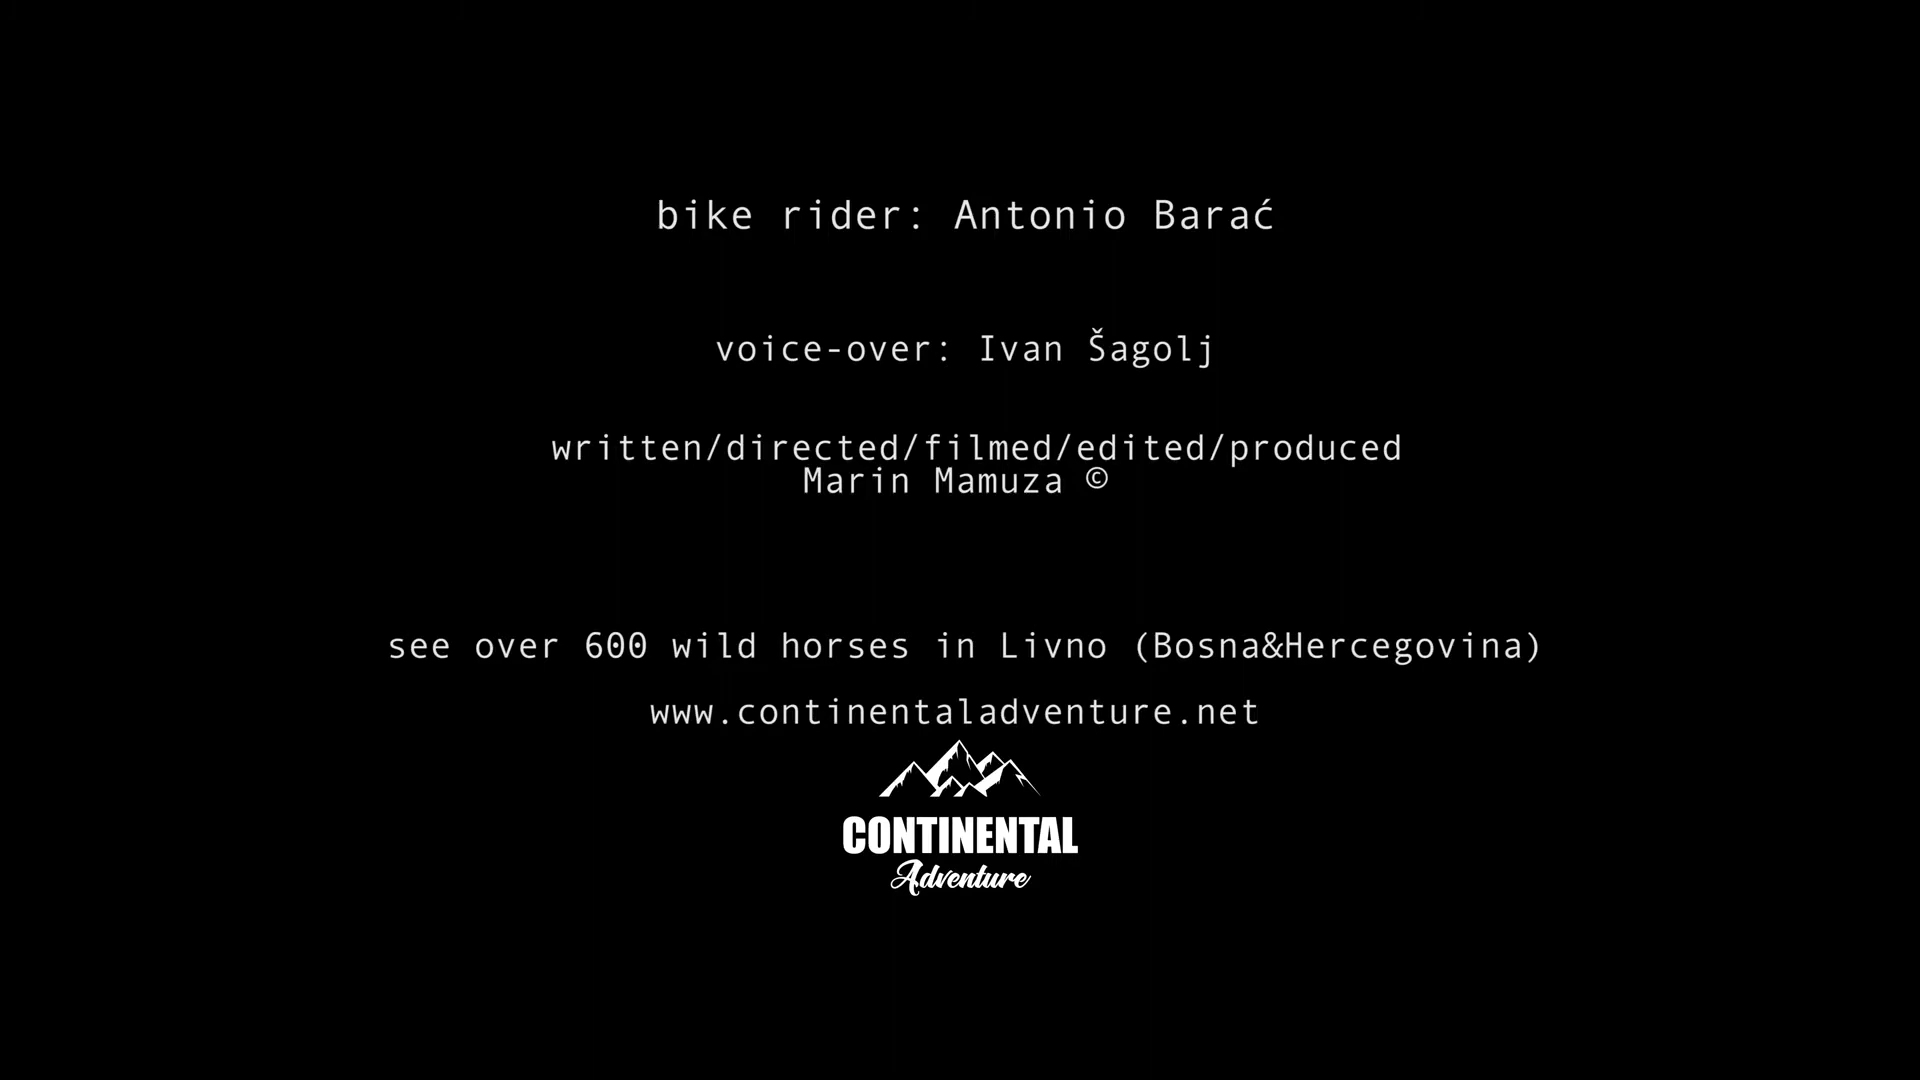 bike rider: Antonio Barać
voice-over: Ivan Šagolj
written/directed/filmed/edited/produced
Marin Mamuza ©
see over 600 wild horses in Livno (Bosna&Hercegovina)
www.continentaladventure.net
CONTINENTAL
Adventure